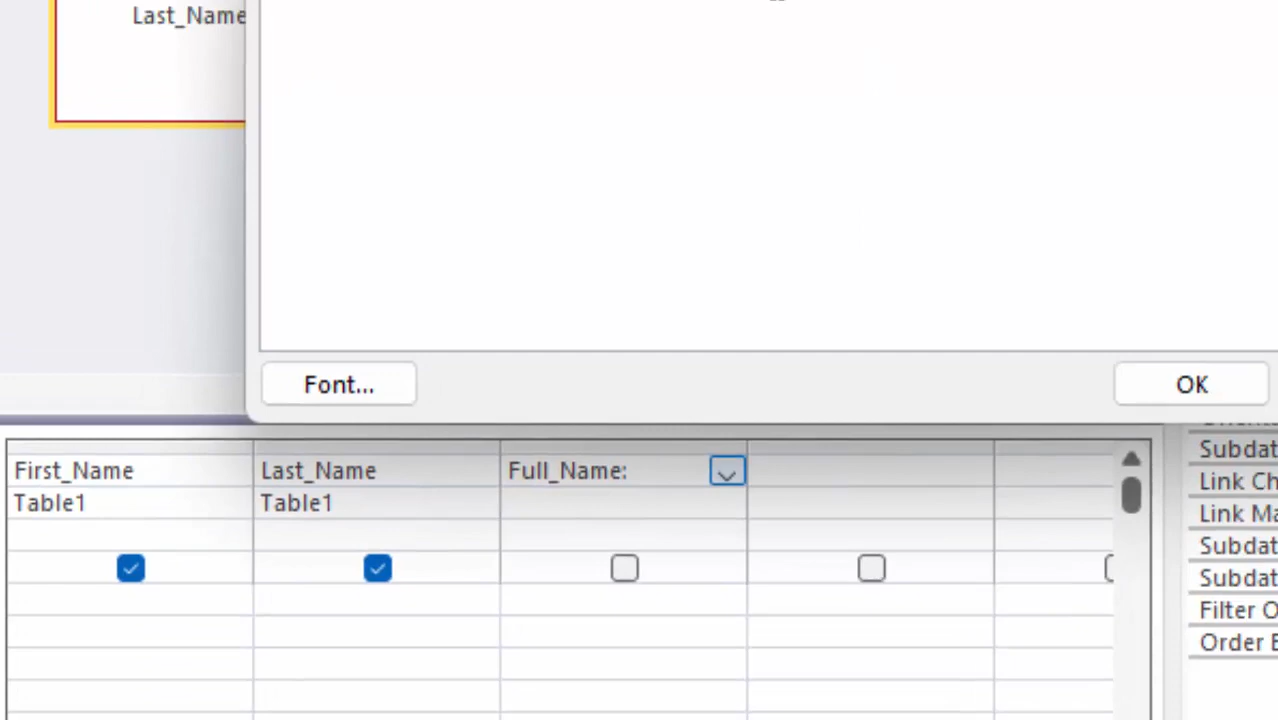 Last_Name
Font...
OK
First_Name Last_Name Full_Name:
Table1 Table1
Subdat
Link Ch
Link Ma
Subdat
Subdat
Filter O
Order E